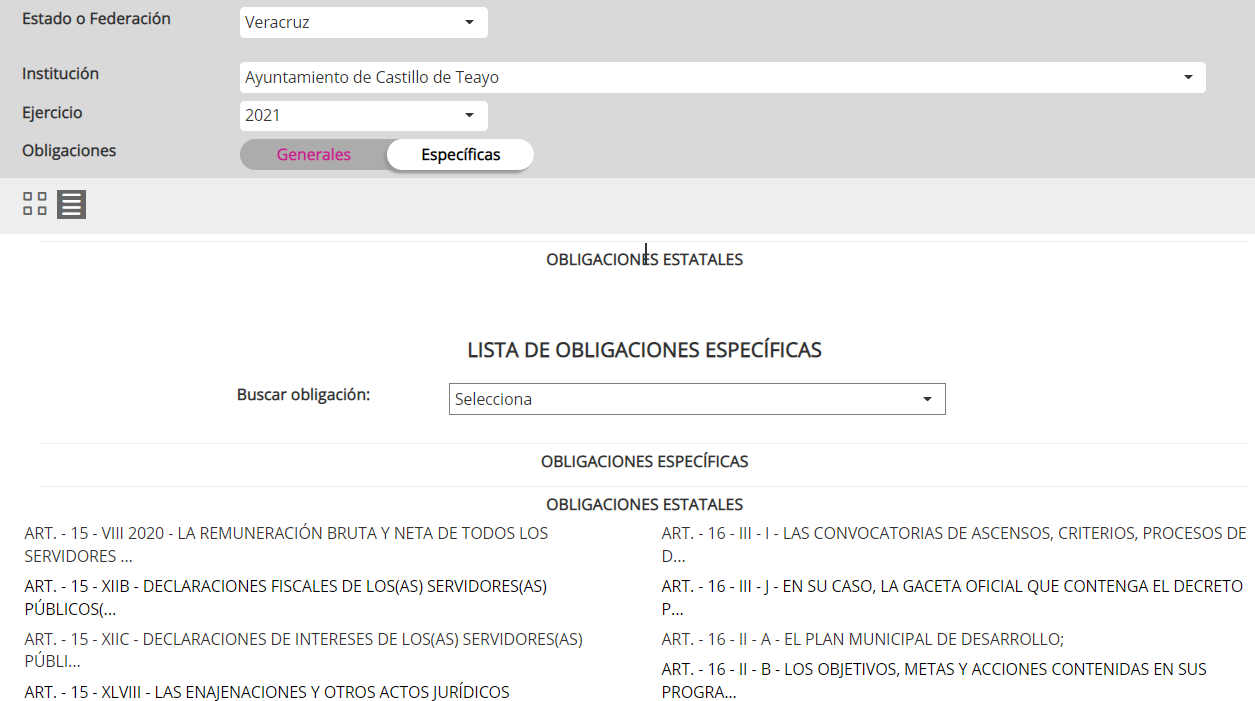 Estado o Federación
Veracruz
Institución
Ayuntamiento de Castillo de Teayo
Ejercicio
2021
Obligaciones
Generales
Específicas
OBLIGACIONES ESTATALES
LISTA DE OBLIGACIONES ESPECÍFICAS
Buscar obligación:
Selecciona
OBLIGACIONES ESPECÍFICAS
OBLIGACIONES ESTATALES
ART. - 15 - VIII 2020 - LA REMUNERACIÓN BRUTA Y NETA DE TODOS LOS
SERVIDORES ...
ART. - 15 - XIIB - DECLARACIONES FISCALES DE LOS(AS) SERVIDORES(AS)
PÚBLICOS(...
ART. - 15 - XIIC - DECLARACIONES DE INTERESES DE LOS(AS) SERVIDORES(AS)
PÚBLI...
ART. - 15 - XLVIII - LAS ENAJENACIONES Y OTROS ACTOS JURÍDICOS
ART. - 16 - III - I - LAS CONVOCATORIAS DE ASCENSOS, CRITERIOS, PROCESOS DE
D...
ART. - 16 - III - J - EN SU CASO, LA GACETA OFICIAL QUE CONTENGA EL DECRETO
P...
ART. - 16 - II - A - EL PLAN MUNICIPAL DE DESARROLLO;
ART. - 16 - II - B - LOS OBJETIVOS, METAS Y ACCIONES CONTENIDAS EN SUS
PROGRA...